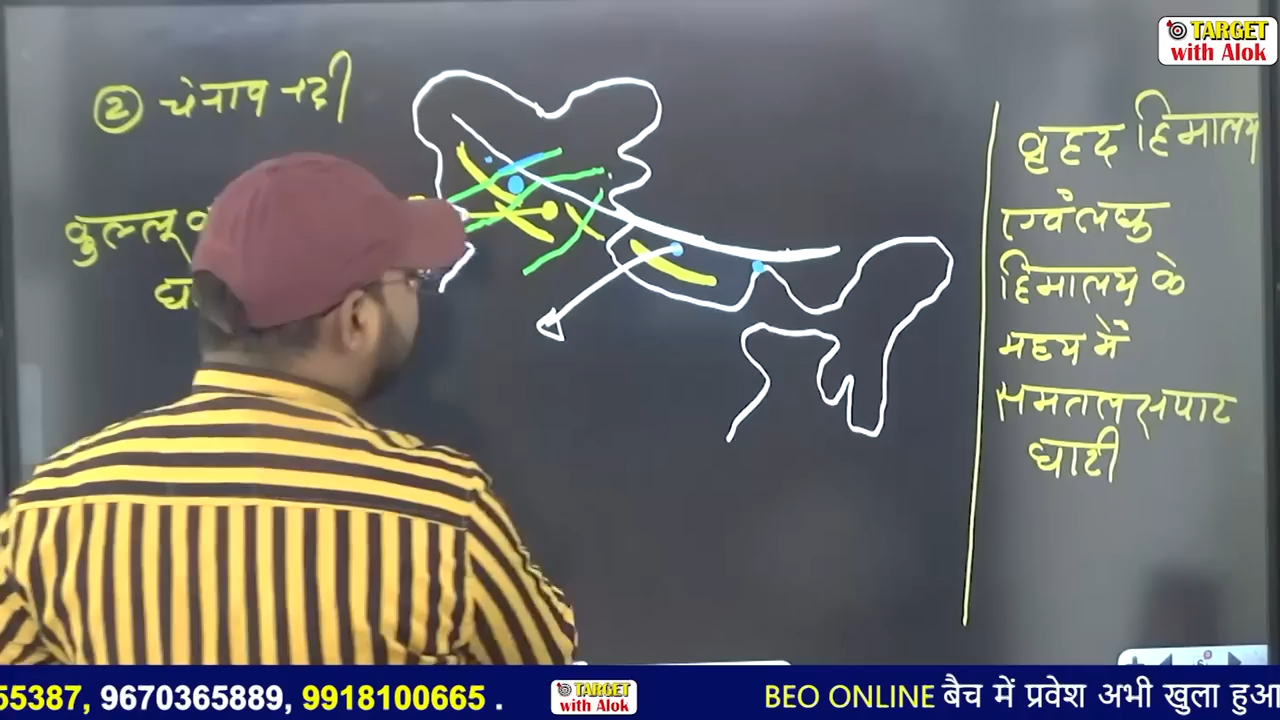 TARGET
with Alok
② चेनाब नदी
कुल्लू
वृहद हिमालय
एवं लघु
हिमालय के
मध्य में
समतल सपाट
घाटी
55387, 9670365889, 9918100665 .
TARGET
with Alok
BEO ONLINE बैच में प्रवेश अभी खुला हुआ